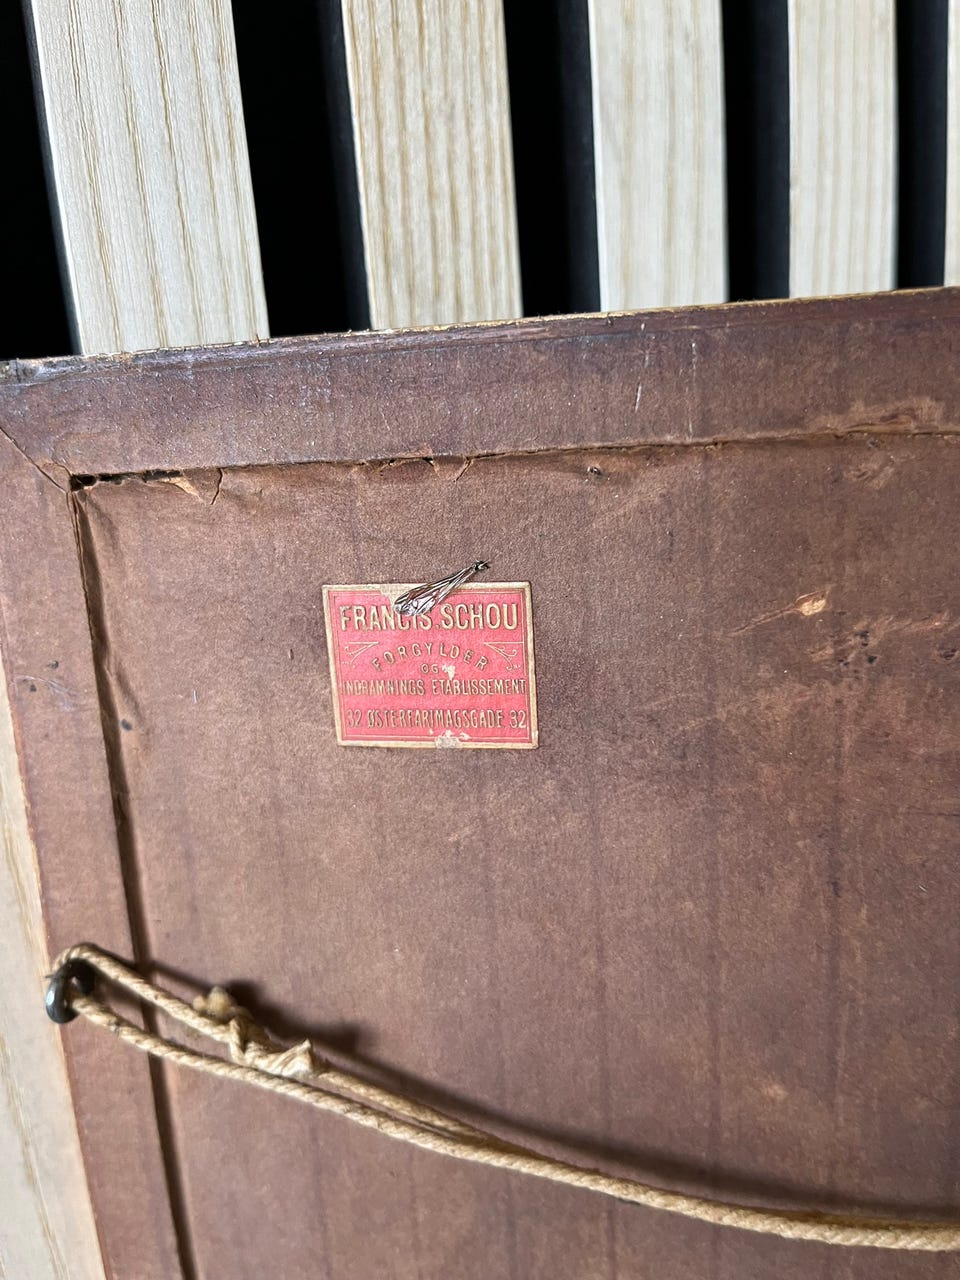 FRANCIS SCHOU
FORGYLDER
OG
INDRAMNINGS ETABLISSEMENT
32 ØSTERFARIMAGSGADE 32